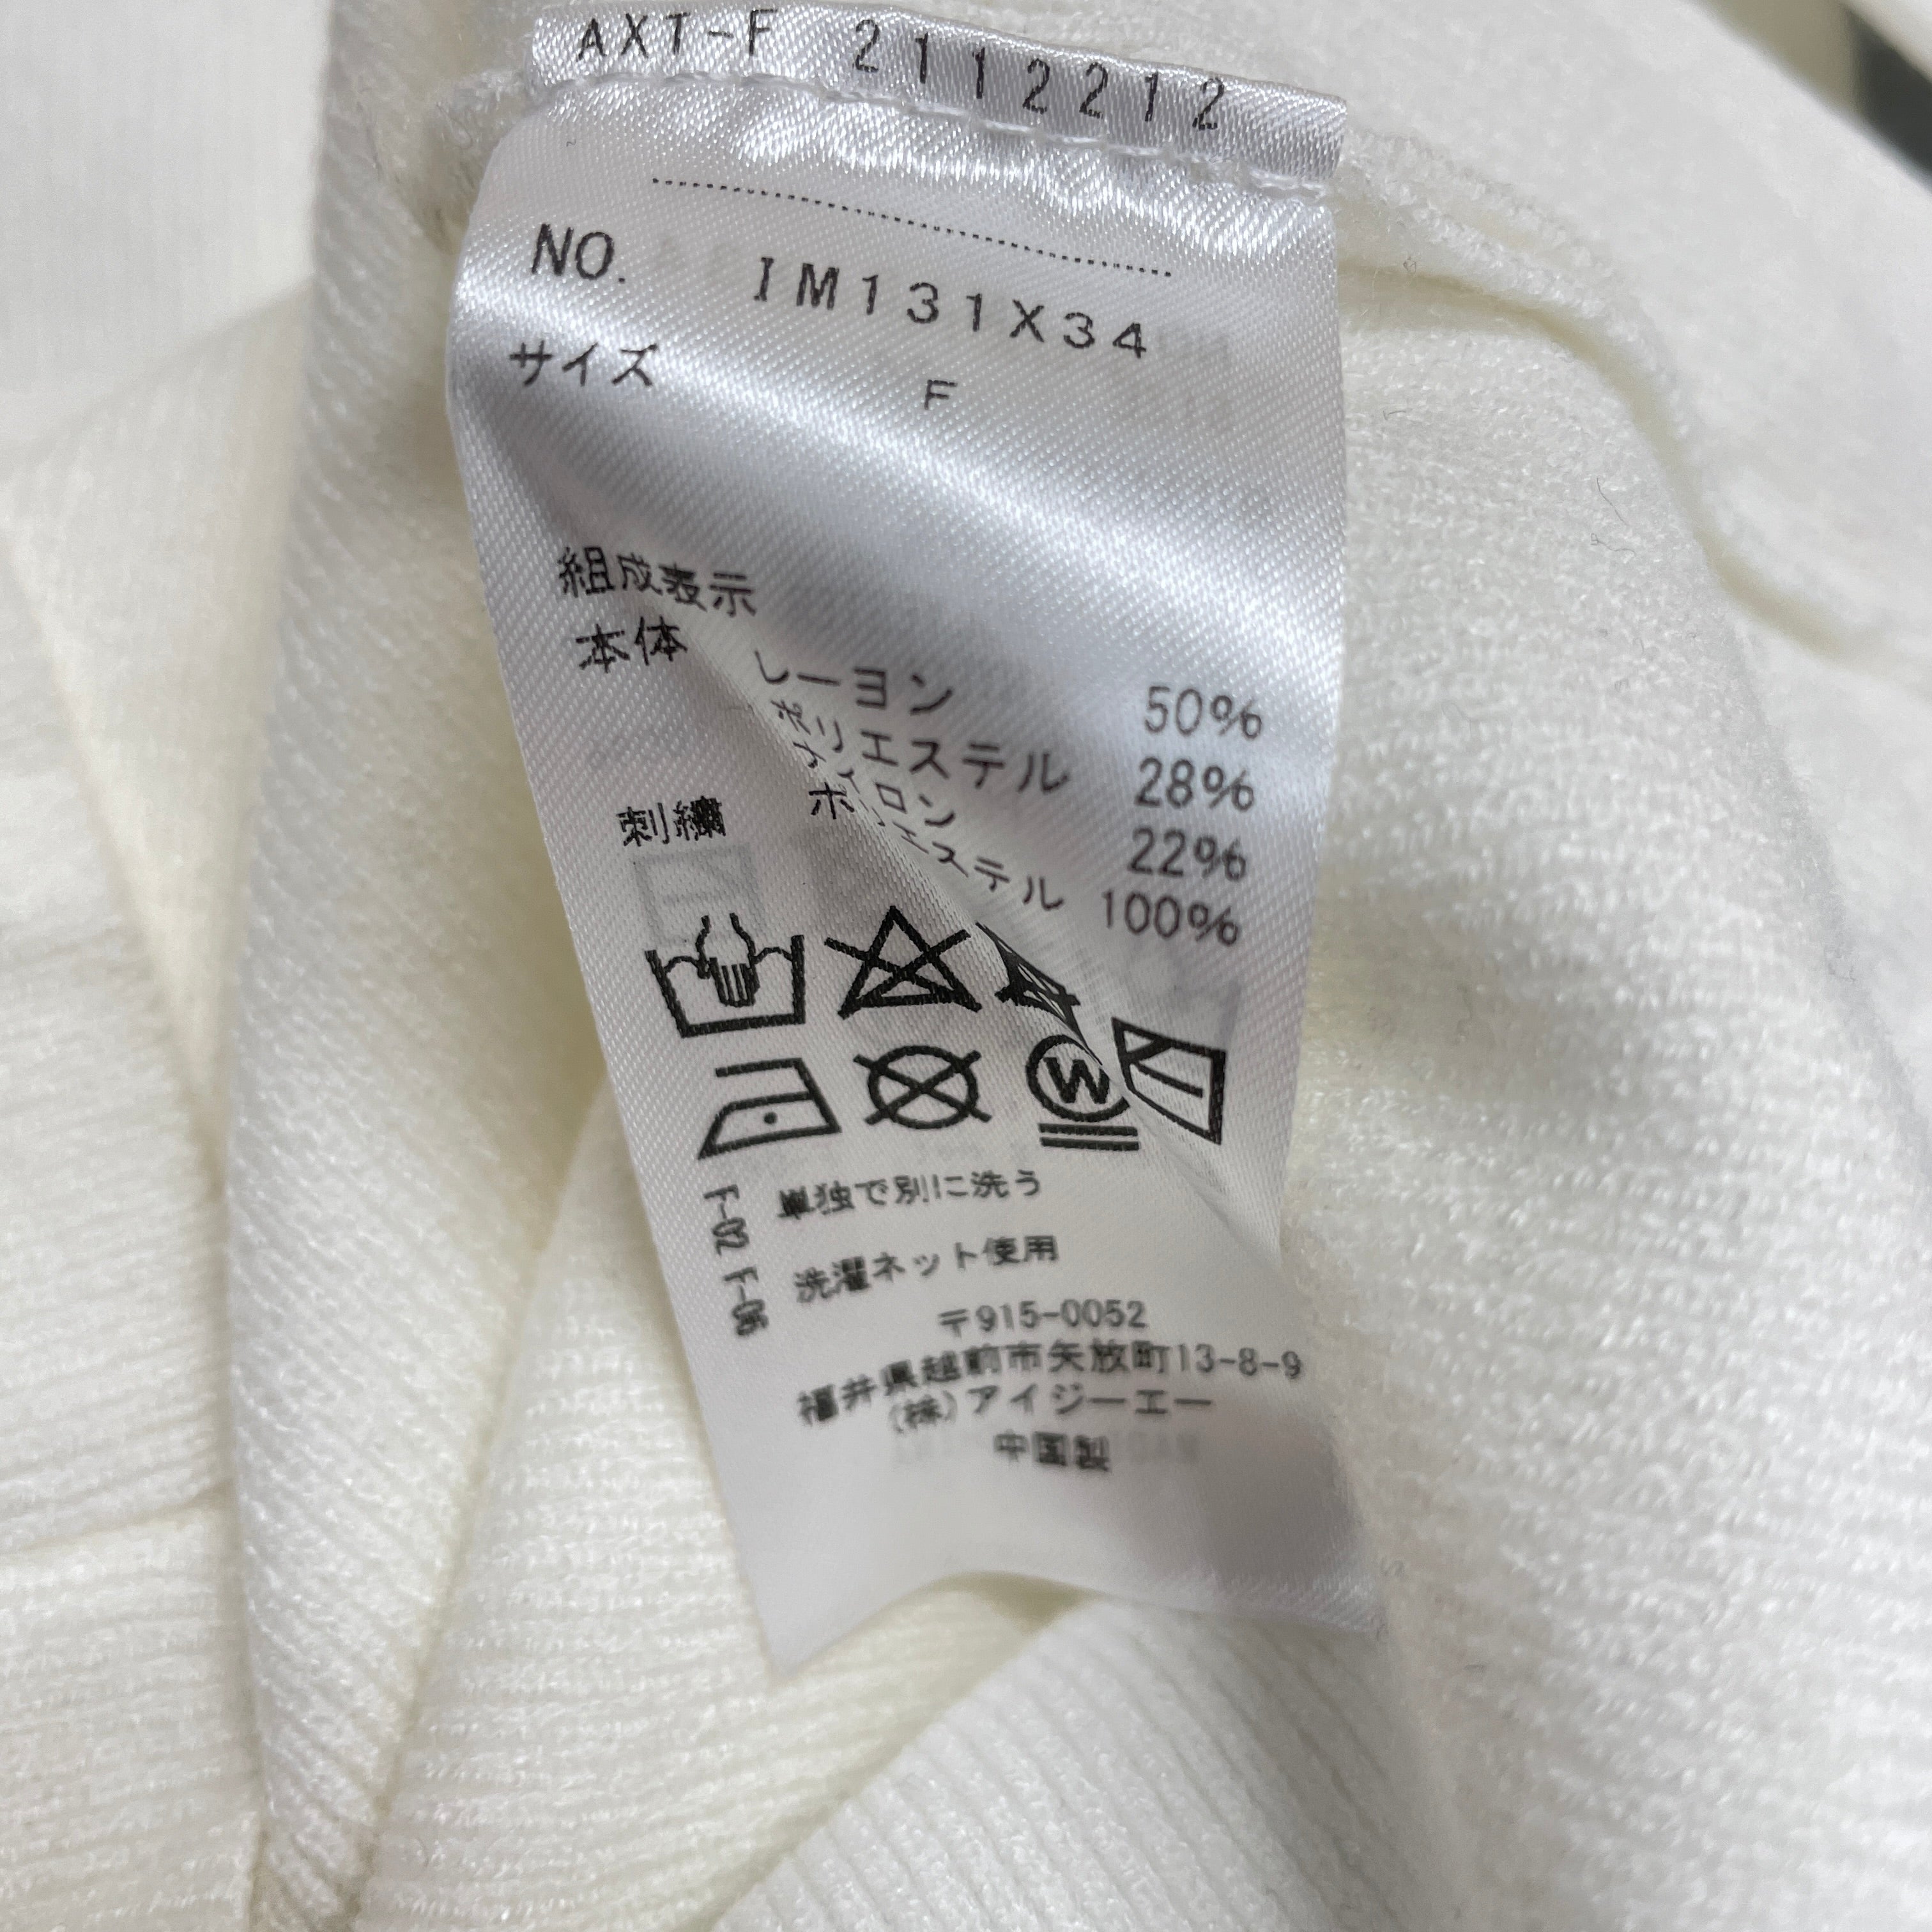 AXT-F 2112212
NO. IM131X34
サイズ F
組成表示
本体 レーヨン 50%
ポリエステル 28%
ナイロン 22%
刺繍 ポリエステル 100%
W
単独で別に洗う
洗濯ネット使用
F-02 F-06
〒915-0052
福井県越前市矢放町13-8-9
(株)アイジーエー
中国製